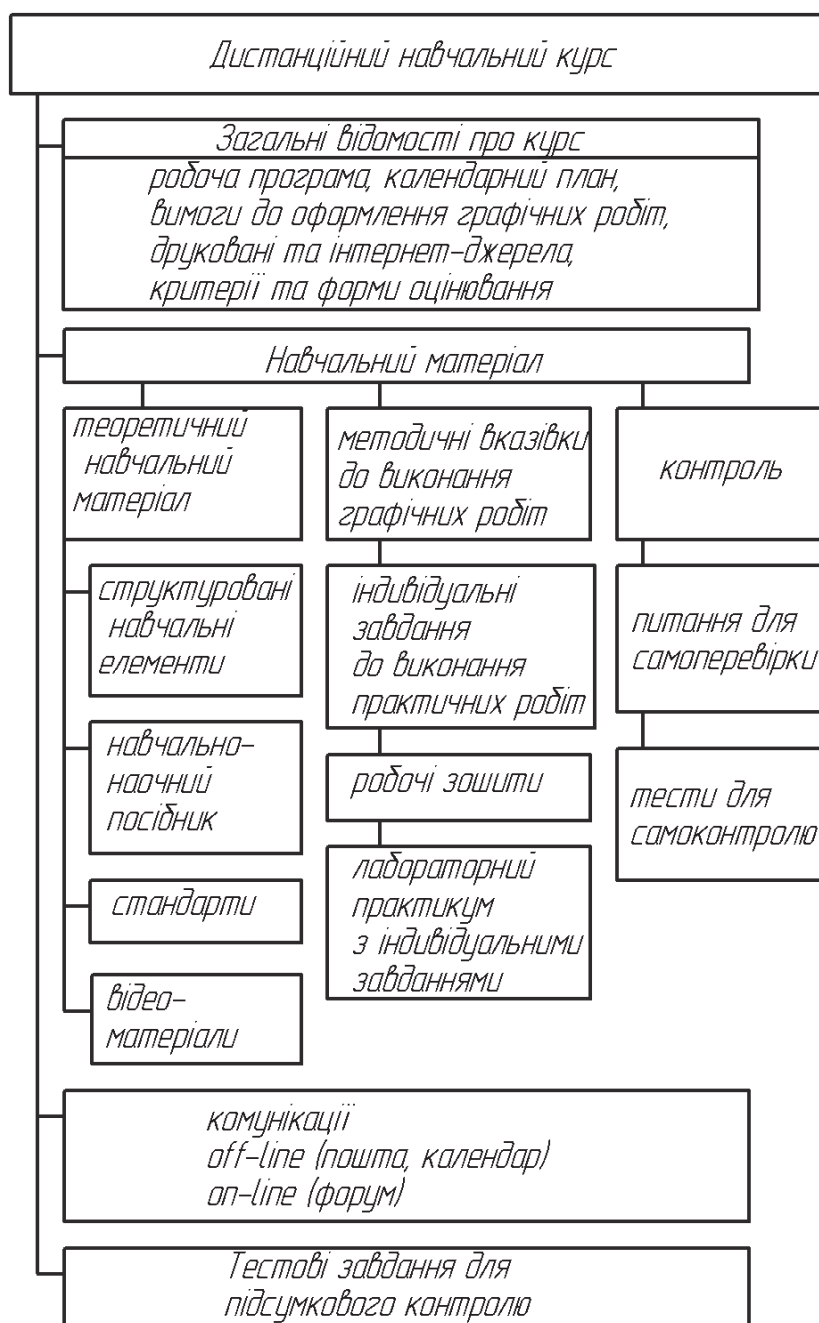 Дистанційний навчальний курс
Загальні відомості про курс
робоча програма, календарний план,
вимоги до оформлення графічних робіт,
друковані та інтернет-джерела,
критерії та форми оцінювання
Навчальний матеріал
теоретичний
навчальний
матеріал
структуровані
навчальні
елементи
навчально-
наочний
посібник
стандарти
відео-
матеріали
методичні вказівки
до виконання
графічних робіт
індивідуальні
завдання
до виконання
практичних робіт
робочі зошити
лабораторний
практикум
з індивідуальними
завданнями
контроль
питання для
самоперевірки
тести для
самоконтролю
комунікації
off-line (пошта, календар)
on-line (форум)
Тестові завдання для
підсумкового контролю